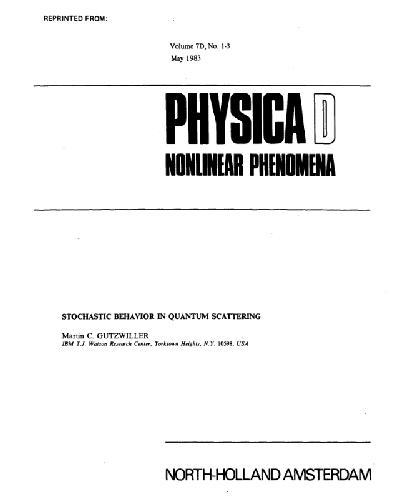 REPRINTED FROM:
Volume 7D, No. 1-3
May 1983
PHYSICA D
NONLINEAR PHENOMENA
STOCHASTIC BEHAVIOR IN QUANTUM SCATTERING
Martin C. GUTZWILLER
IBM T.J. Watson Research Center, Yorktown Heights, N.Y. 10598, USA
NORTH-HOLLAND AMSTERDAM